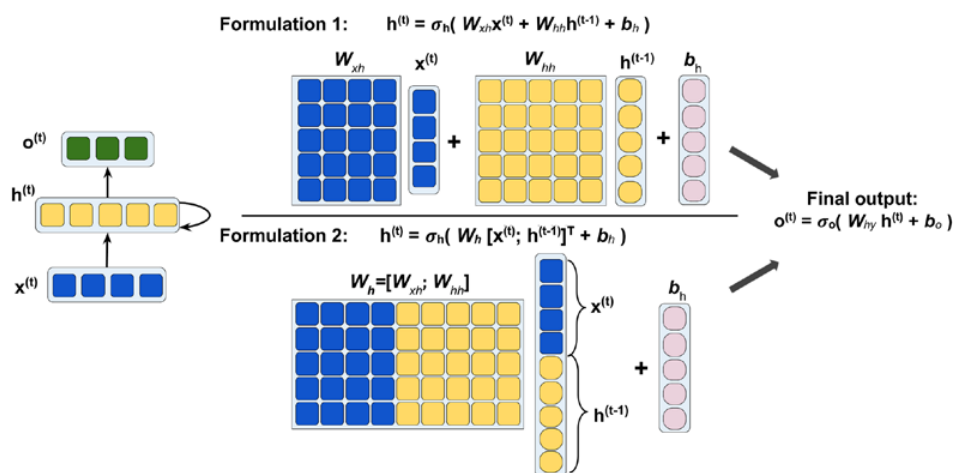 Formulation 1: h⁽ᵗ⁾ = σₕ( Wₓₕx⁽ᵗ⁾ + Wₕₕh⁽ᵗ⁻¹⁾ + bₕ )
Wₓₕ x⁽ᵗ⁾ Wₕₕ h⁽ᵗ⁻¹⁾ bₕ
+ +
o⁽ᵗ⁾
h⁽ᵗ⁾
x⁽ᵗ⁾
Formulation 2: h⁽ᵗ⁾ = σₕ( Wₕ [x⁽ᵗ⁾; h⁽ᵗ⁻¹⁾]ᵀ + bₕ )
Wₕ=[Wₓₕ; Wₕₕ]
x⁽ᵗ⁾
h⁽ᵗ⁻¹⁾
+
bₕ
Final output:
o⁽ᵗ⁾ = σₒ( Wₕy h⁽ᵗ⁾ + bₒ )